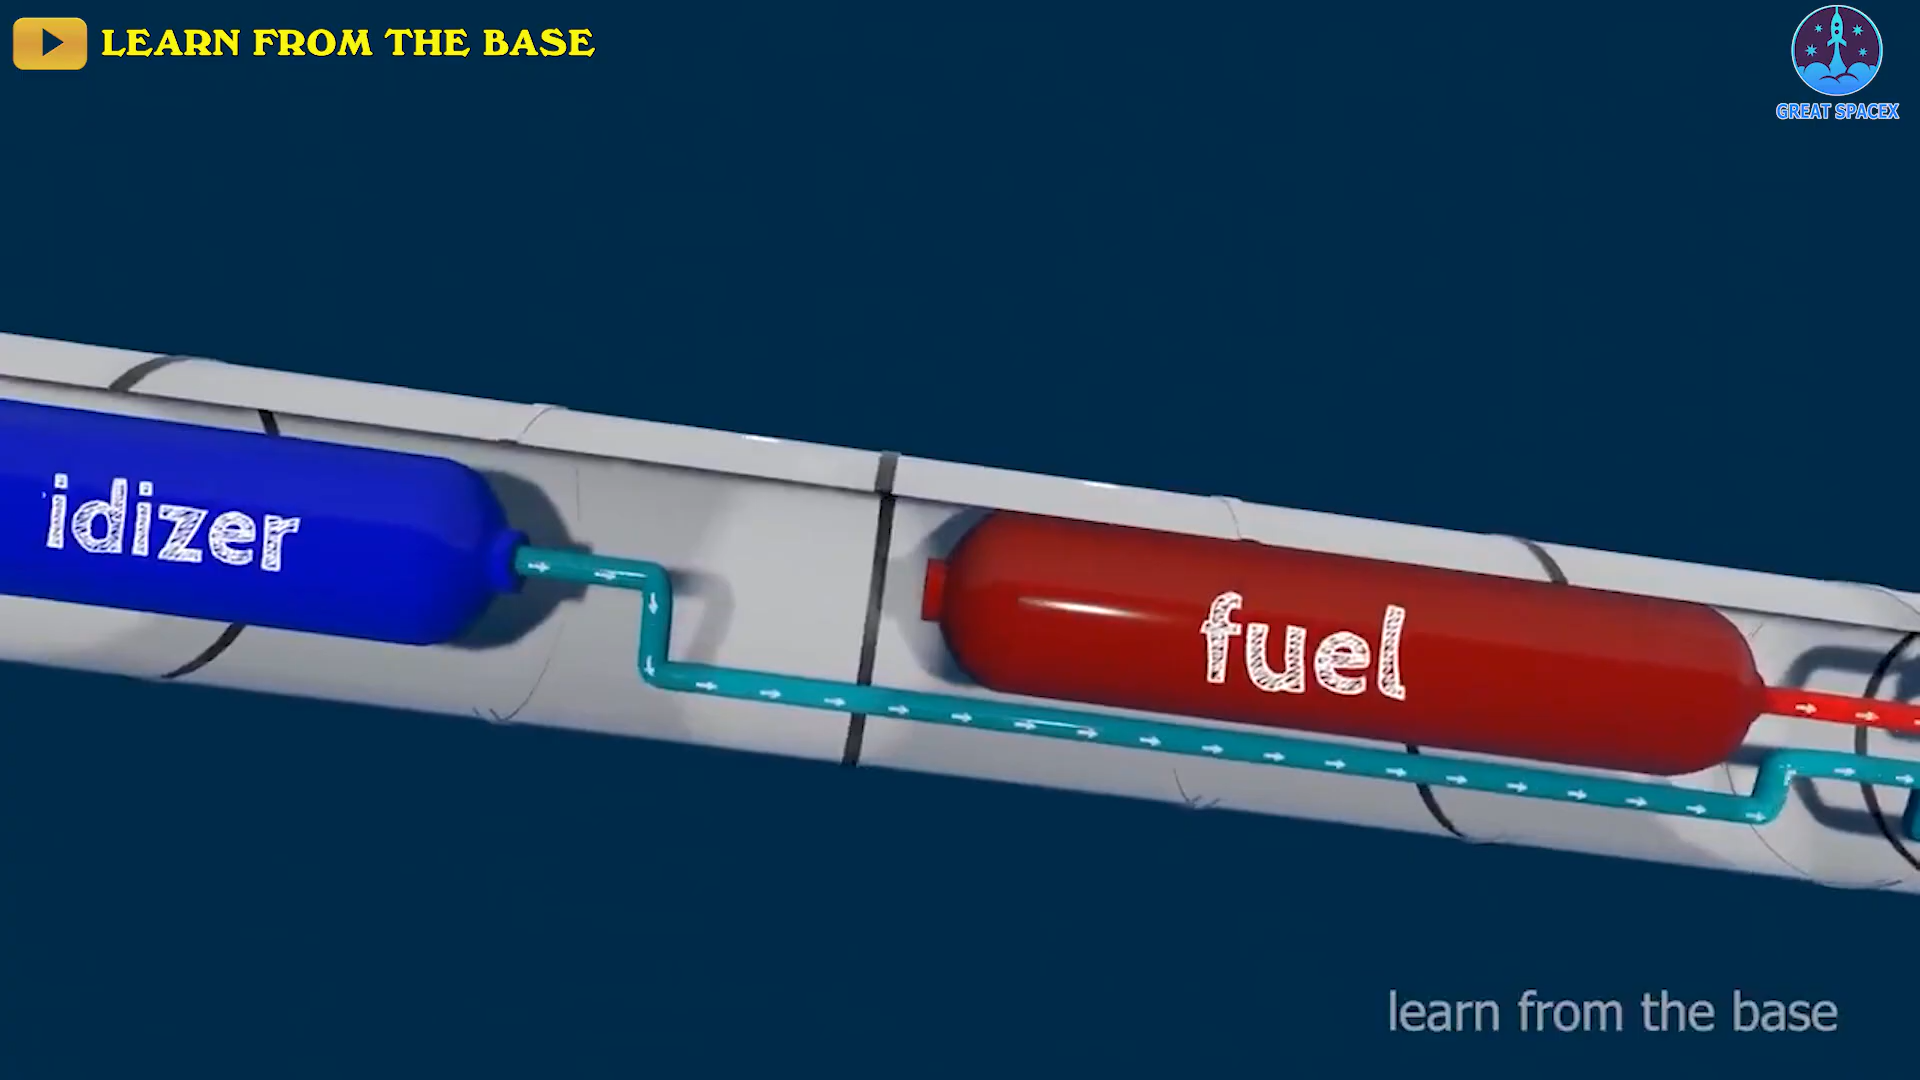 LEARN FROM THE BASE
GREAT SPACEX
idizer
fuel
learn from the base